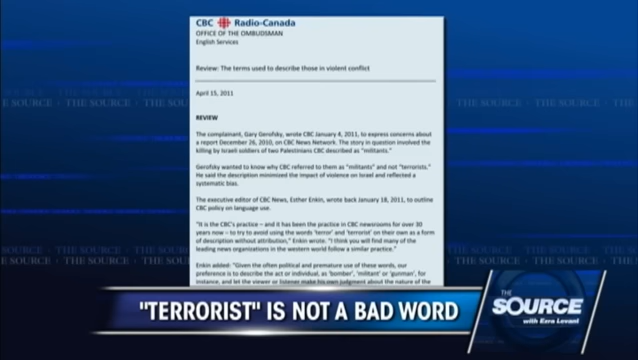 CBC Radio-Canada
OFFICE OF THE OMBUDSMAN
English Services
Review: The terms used to describe those in violent conflict
April 15, 2011
REVIEW
The complainant, Gary Gerofsky, wrote CBC January 4, 2011, to express concerns about
a report December 26, 2010, on CBC News Network. The story in question involved the
killing by Israeli soldiers of two Palestinians CBC described as "militants."
Gerofsky wanted to know why CBC referred to them as "militants" and not "terrorists."
He said the description minimized the impact of violence on Israel and reflected a
systematic bias.
The executive editor of CBC News, Esther Enkin, wrote back January 18, 2011, to outline
CBC policy on language use.
"It is the CBC's practice – and it has been the practice in CBC newsrooms for over 30
years now – to try to avoid using the words 'terror' and 'terrorist' on their own as a form
of description without attribution," Enkin wrote. "I think you will find many of the
leading news organizations in the western world follow a similar practice."
Enkin added: "Given the often political and premature use of these words, our
preference is to describe the act or individual, as 'bomber', 'militant' or 'gunman', for
instance, and let the viewer or listener make his own judgment about the nature of the
"TERRORIST" IS NOT A BAD WORD
THE
SOURCE
with Ezra Levant
THE SOURCE · THE SOURCE
THE SOURCE · THE SOURCE